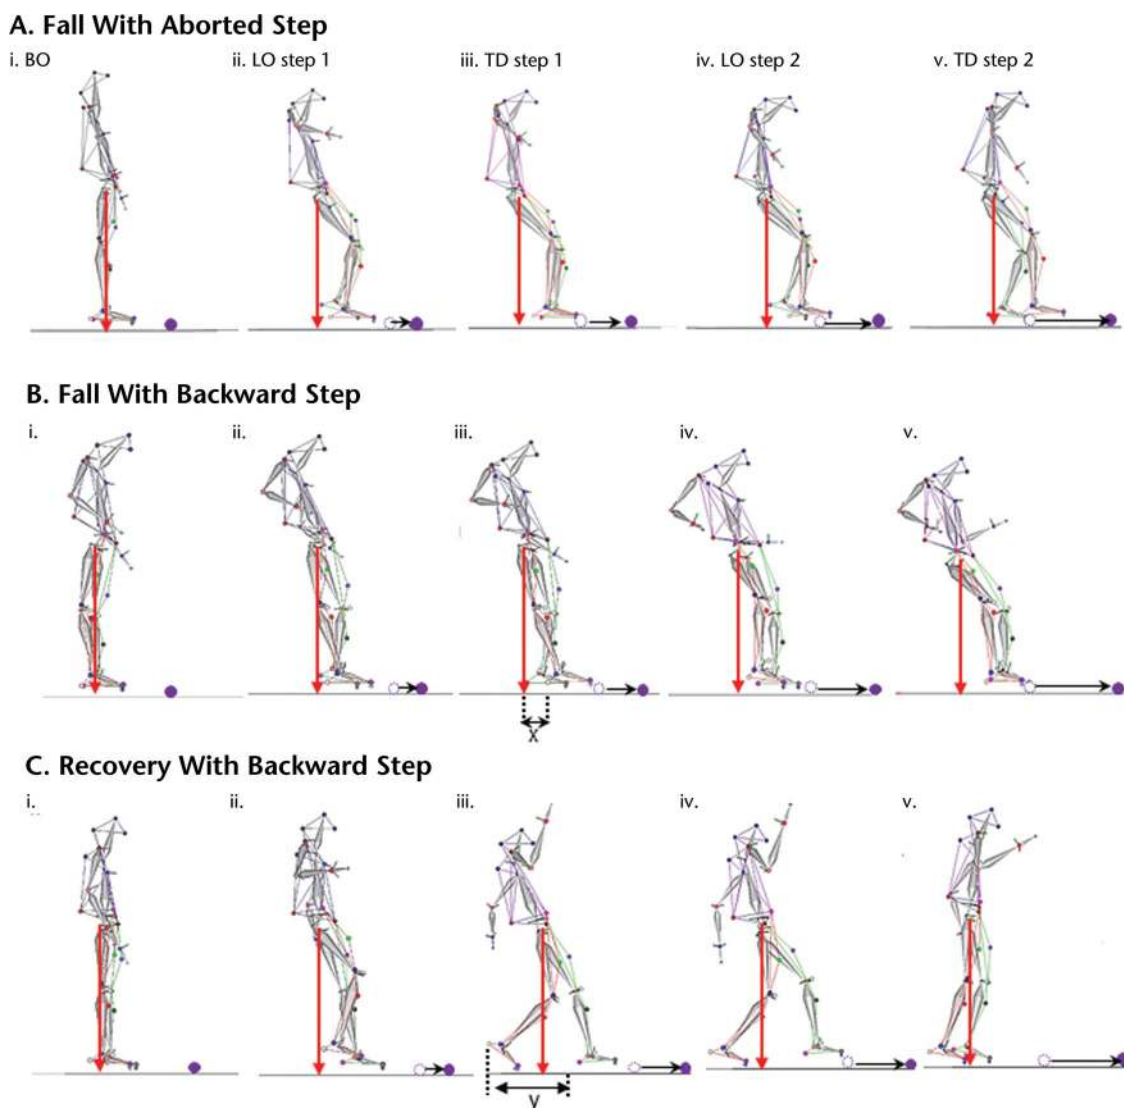 A. Fall With Aborted Step
i. BO ii. LO step 1 iii. TD step 1 iv. LO step 2 v. TD step 2
B. Fall With Backward Step
i. ii. iii. iv. v.
X
C. Recovery With Backward Step
i. ii. iii. iv. v.
Y